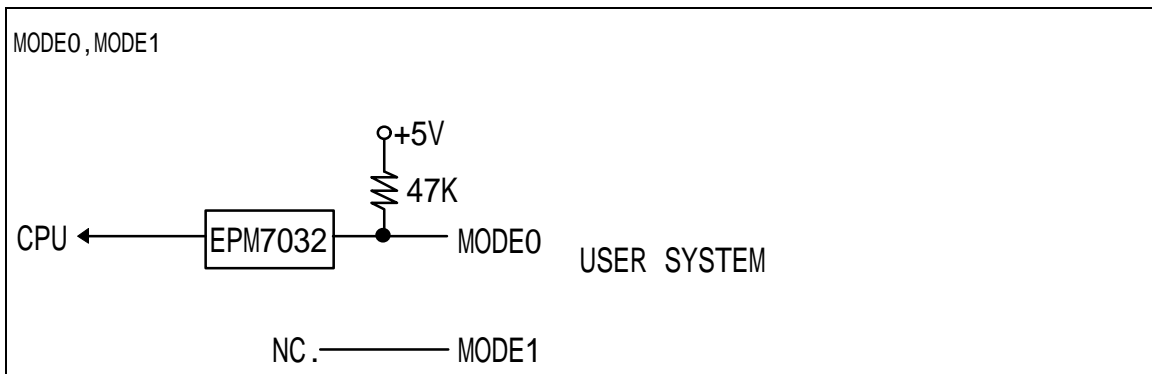 MODE0,MODE1
+5V
47K
CPU
EPM7032
MODE0
USER SYSTEM
NC.
MODE1